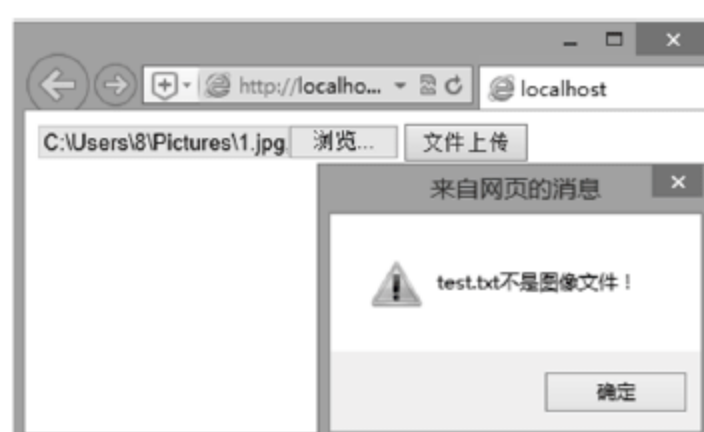 http://localho...
localhost
C:\Users\8\Pictures\1.jpg, 浏览... 文件上传
来自网页的消息
test.txt不是图像文件！
确定